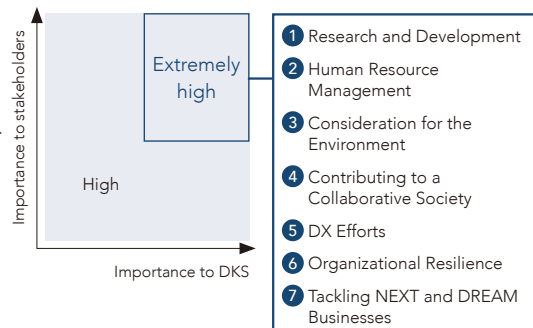 Importance to stakeholders
Extremely
high
High
Importance to DKS
1 Research and Development
2 Human Resource
Management
3 Consideration for the
Environment
4 Contributing to a
Collaborative Society
5 DX Efforts
6 Organizational Resilience
7 Tackling NEXT and DREAM
Businesses